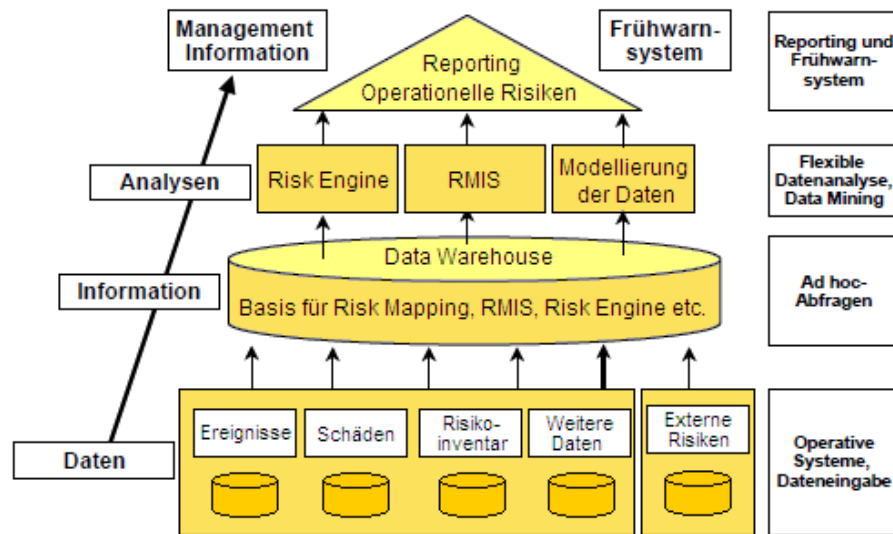 Management
Information
Reporting
Operationelle Risiken
Frühwarn-
system
Reporting und
Frühwarn-
system
Analysen
Risk Engine
RMIS
Modellierung
der Daten
Flexible
Datenanalyse,
Data Mining
Information
Data Warehouse
Basis für Risk Mapping, RMIS, Risk Engine etc.
Ad hoc-
Abfragen
Daten
Ereignisse
Schäden
Risiko-
inventar
Weitere
Daten
Externe
Risiken
Operative
Systeme,
Dateneingabe